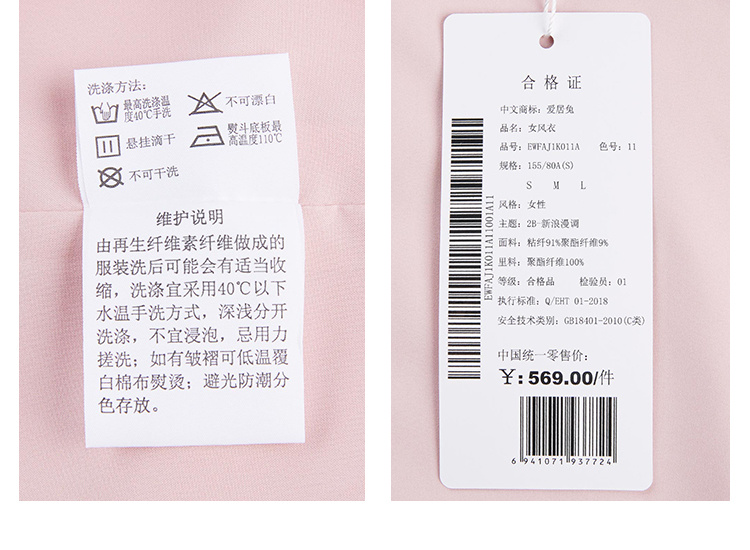 洗涤方法:
最高洗涤温
度40℃手洗
不可漂白
悬挂滴干
熨斗底板最
高温度110℃
不可干洗
维护说明
由再生纤维素纤维做成的
服装洗后可能会有适当收
缩，洗涤宜采用40℃以下
水温手洗方式，深浅分开
洗涤，不宜浸泡，忌用力
搓洗;如有皱褶可低温覆
白棉布熨烫;避光防潮分
色存放。
合格证
中文商标: 爱居兔
品名: 女风衣
品号: EWFAJ1K011A 色号: 11
规格: 155/80A(S)
S M L
风格: 女性
主题: 2B-新浪漫调
面料: 粘纤91%聚酯纤维9%
里料: 聚酯纤维100%
等级: 合格品 检验员: 01
执行标准: Q/EHT 01-2018
安全技术类别: GB18401-2010(C类)
中国统一零售价:
¥:569.00/件
6 941071 937724
EWFAJ1K011A11001A11